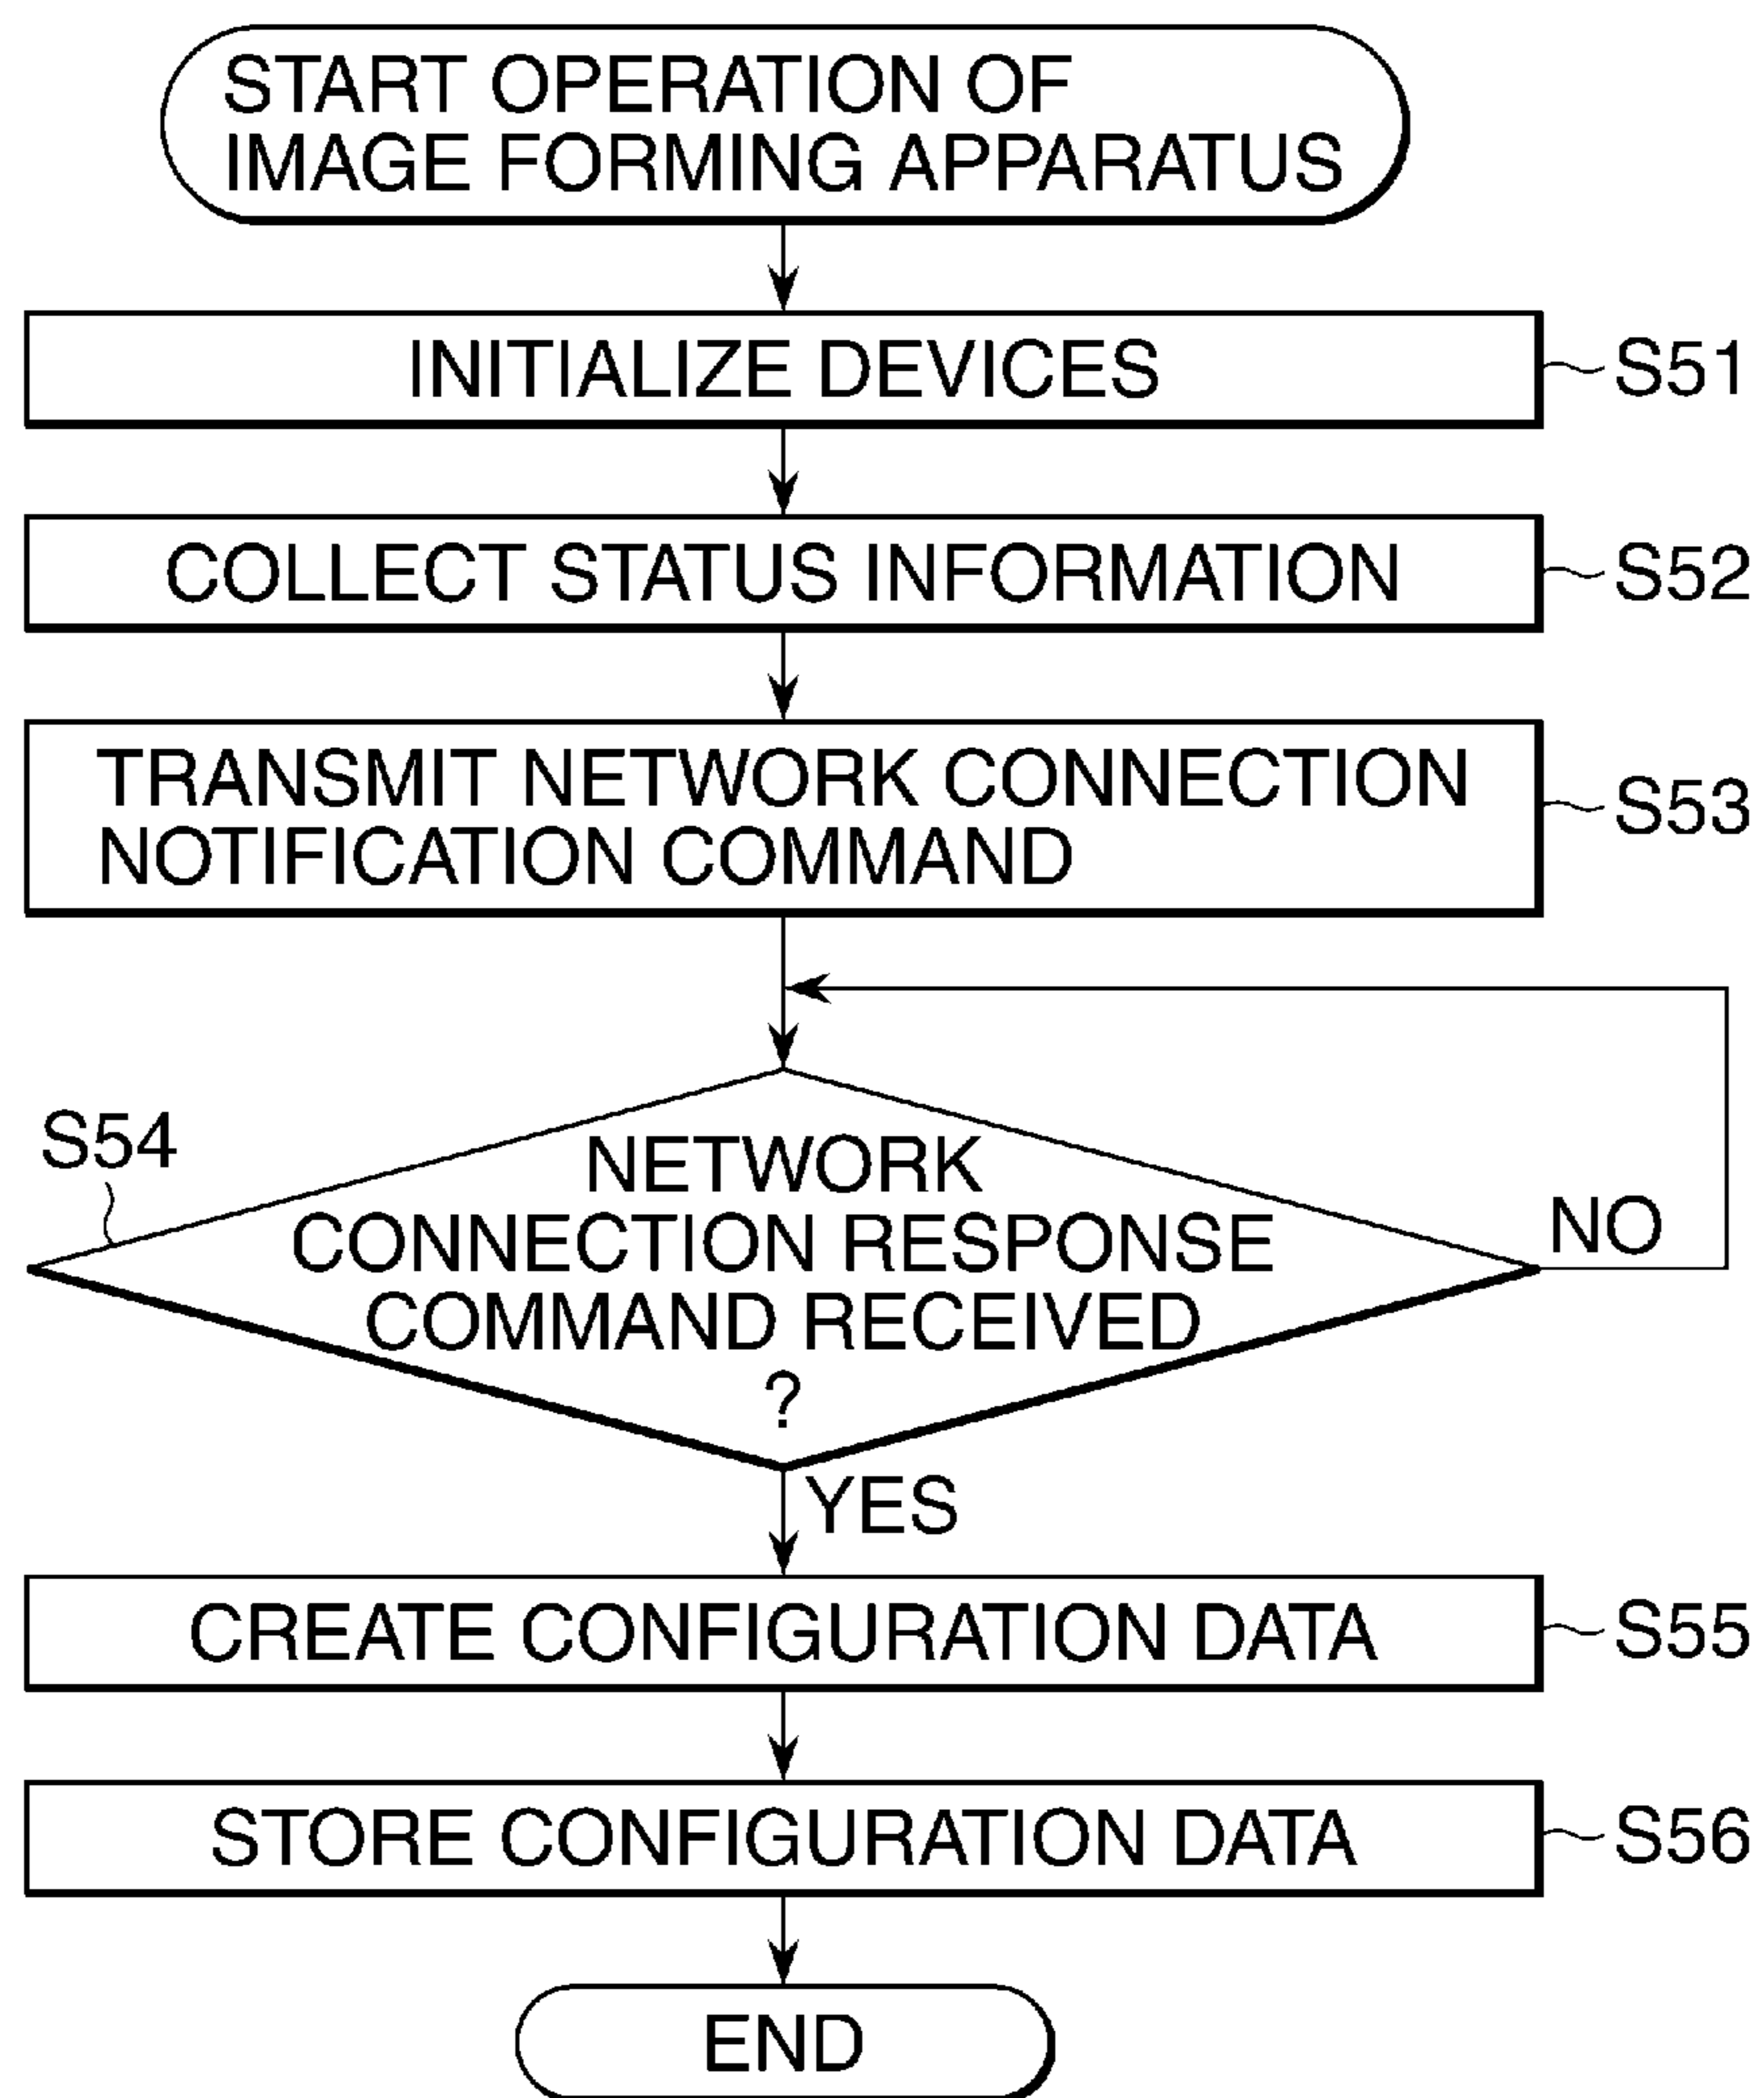 START OPERATION OF
IMAGE FORMING APPARATUS
INITIALIZE DEVICES
S51
COLLECT STATUS INFORMATION
S52
TRANSMIT NETWORK CONNECTION
NOTIFICATION COMMAND
S53
S54
NETWORK
CONNECTION RESPONSE
COMMAND RECEIVED
?
NO
YES
CREATE CONFIGURATION DATA
S55
STORE CONFIGURATION DATA
S56
END